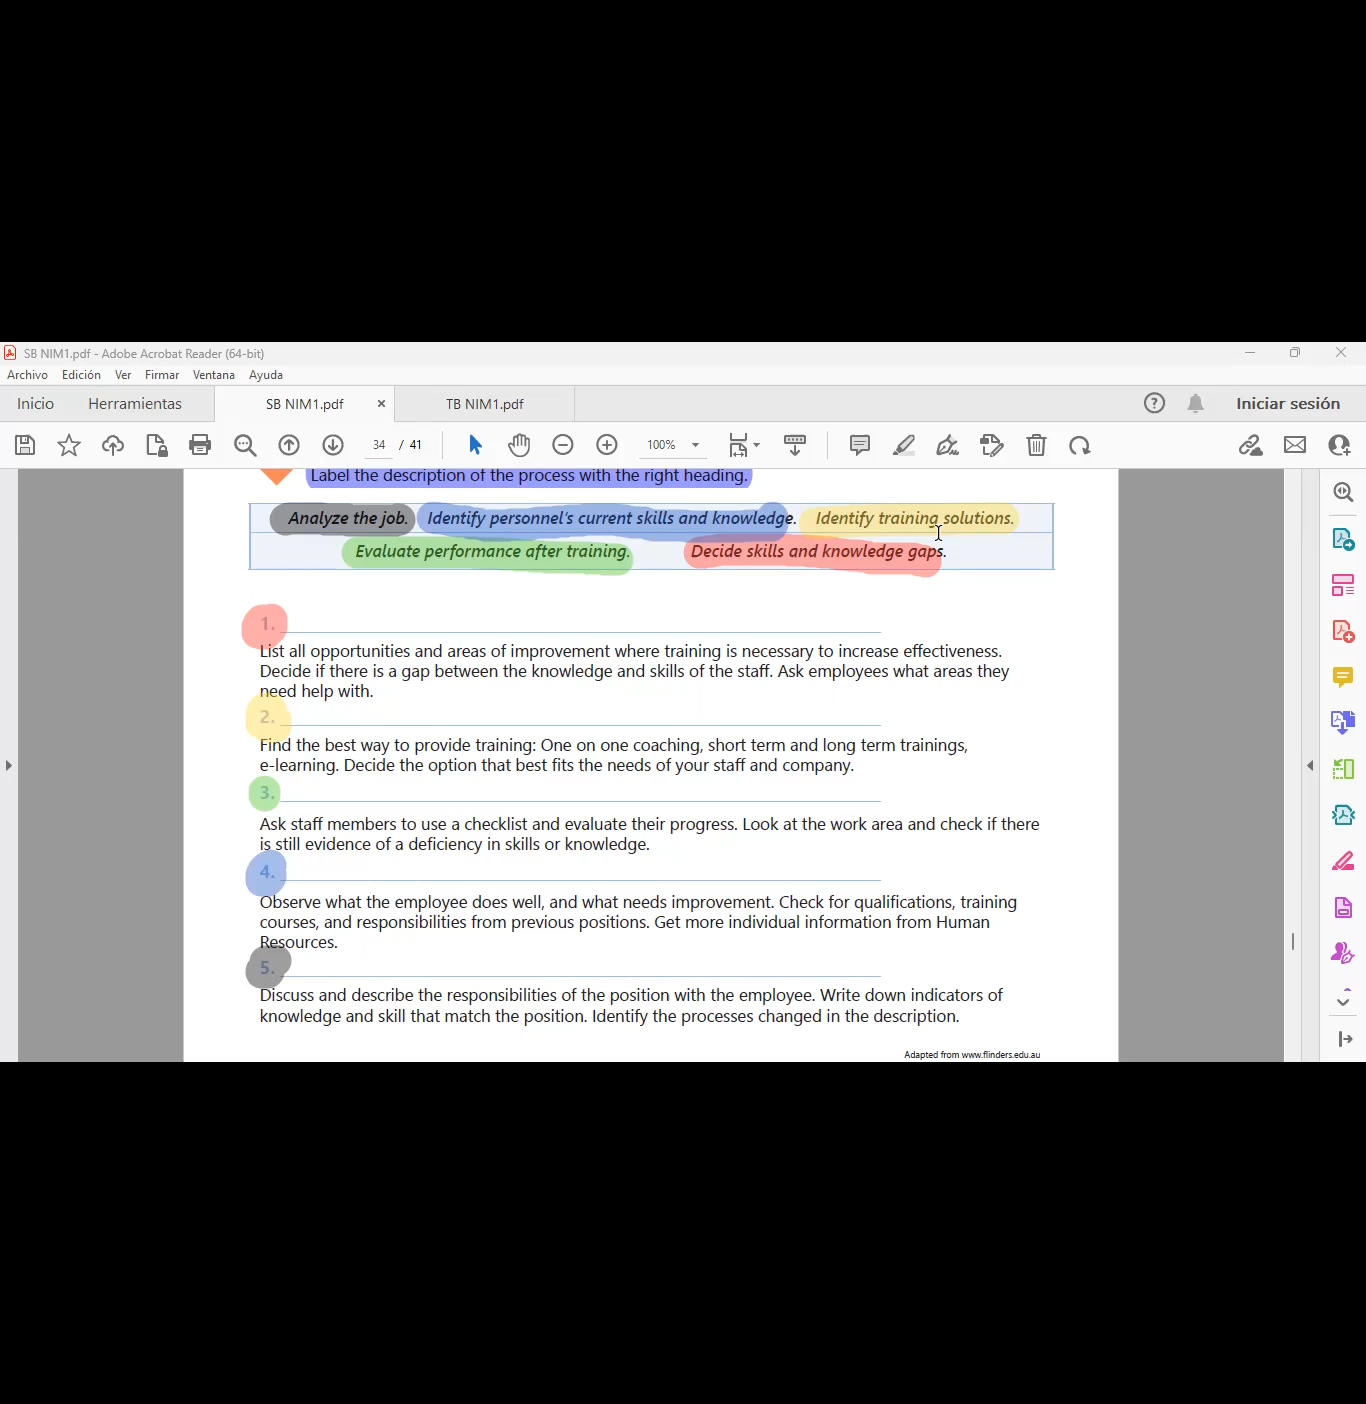 SB NIM1.pdf - Adobe Acrobat Reader (64-bit)
Archivo Edición Ver Firmar Ventana Ayuda
Inicio Herramientas SB NIM1.pdf × TB NIM1.pdf Iniciar sesión
34 / 41 100%
Label the description of the process with the right heading.
Analyze the job. Identify personnel's current skills and knowledge. Identify training solutions.
Evaluate performance after training. Decide skills and knowledge gaps.
1.
List all opportunities and areas of improvement where training is necessary to increase effectiveness.
Decide if there is a gap between the knowledge and skills of the staff. Ask employees what areas they
need help with.
2.
Find the best way to provide training: One on one coaching, short term and long term trainings,
e-learning. Decide the option that best fits the needs of your staff and company.
3.
Ask staff members to use a checklist and evaluate their progress. Look at the work area and check if there
is still evidence of a deficiency in skills or knowledge.
4.
Observe what the employee does well, and what needs improvement. Check for qualifications, training
courses, and responsibilities from previous positions. Get more individual information from Human
Resources.
5.
Discuss and describe the responsibilities of the position with the employee. Write down indicators of
knowledge and skill that match the position. Identify the processes changed in the description.
Adapted from www.flinders.edu.au